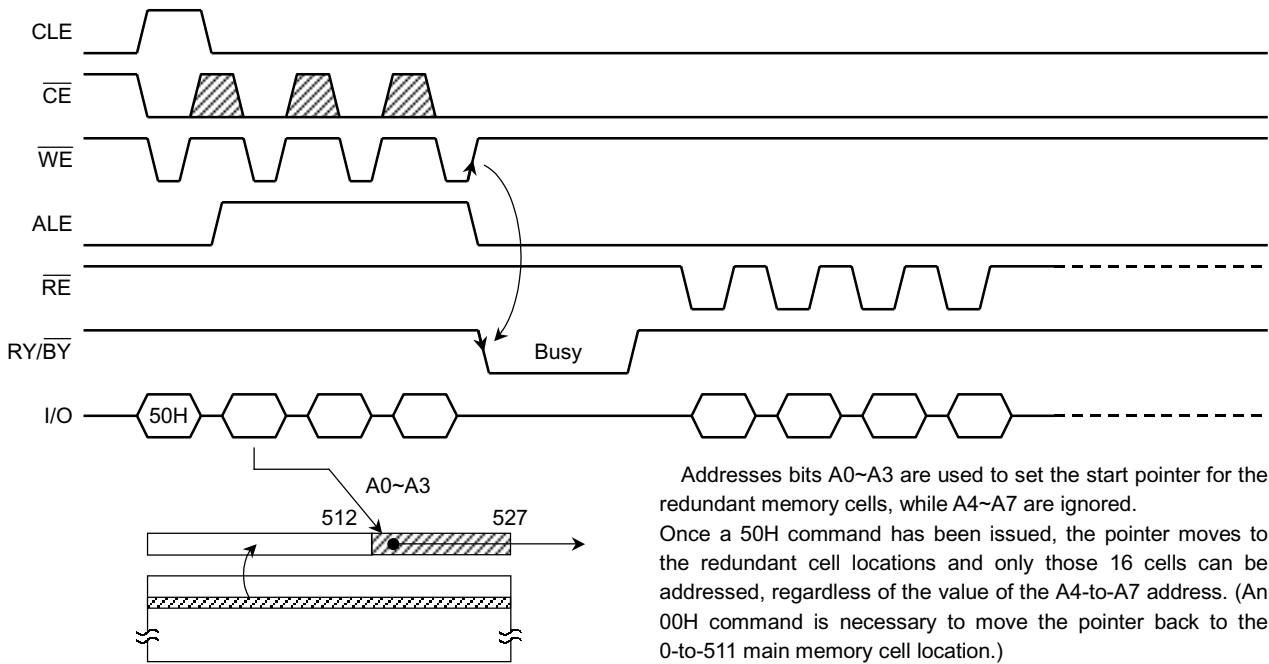 CLE
CE
WE
ALE
RE
RY/BY
Busy
I/O
50H
A0~A3
512
527
Addresses bits A0~A3 are used to set the start pointer for the
redundant memory cells, while A4~A7 are ignored.
Once a 50H command has been issued, the pointer moves to
the redundant cell locations and only those 16 cells can be
addressed, regardless of the value of the A4-to-A7 address. (An
00H command is necessary to move the pointer back to the
0-to-511 main memory cell location.)